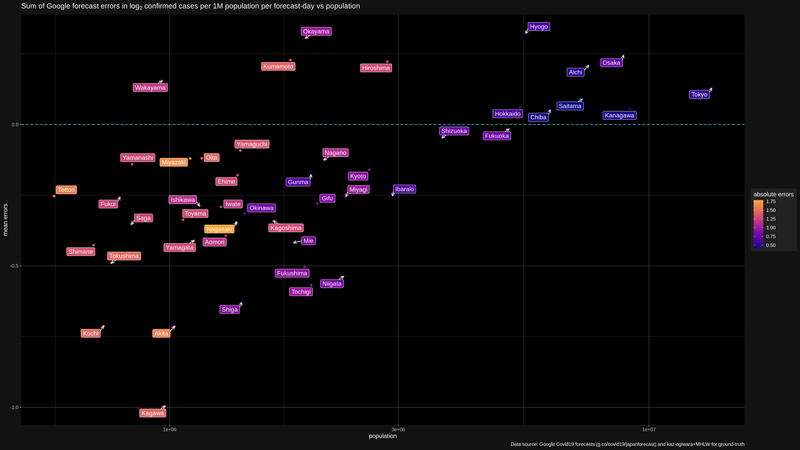 Sum of Google forecast errors in log2 confirmed cases per 1M population per forecast-day vs population
Hyogo
Okayama
Osaka
Kumamoto
Hiroshima
Aichi
Wakayama
Tokyo
Saitama
Hokkaido
Kanagawa
Chiba
0.0
Shizuoka
Fukuoka
Yamaguchi
Nagano
Yamanashi
Oita
Miyazaki
Kyoto
Ehime
Gunma
Tottori
Miyagi
Ibaraki
Gifu
Ishikawa
Fukui
Iwate
Okinawa
Toyama
Saga
mean errors
Nagasaki
Kagoshima
Aomori
Mie
Yamagata
Shimane
Tokushima
-0.5
Fukushima
Niigata
Tochigi
Shiga
Kochi
Akita
-1.0
Kagawa
absolute errors
1.75
1.50
1.25
1.00
0.75
0.50
1e+06
3e+06
1e+07
population
Data source: Google Covid19 forecasts (g.co/covid19/japanforecast) and kaz-ogiwara+MHLW for ground-truth